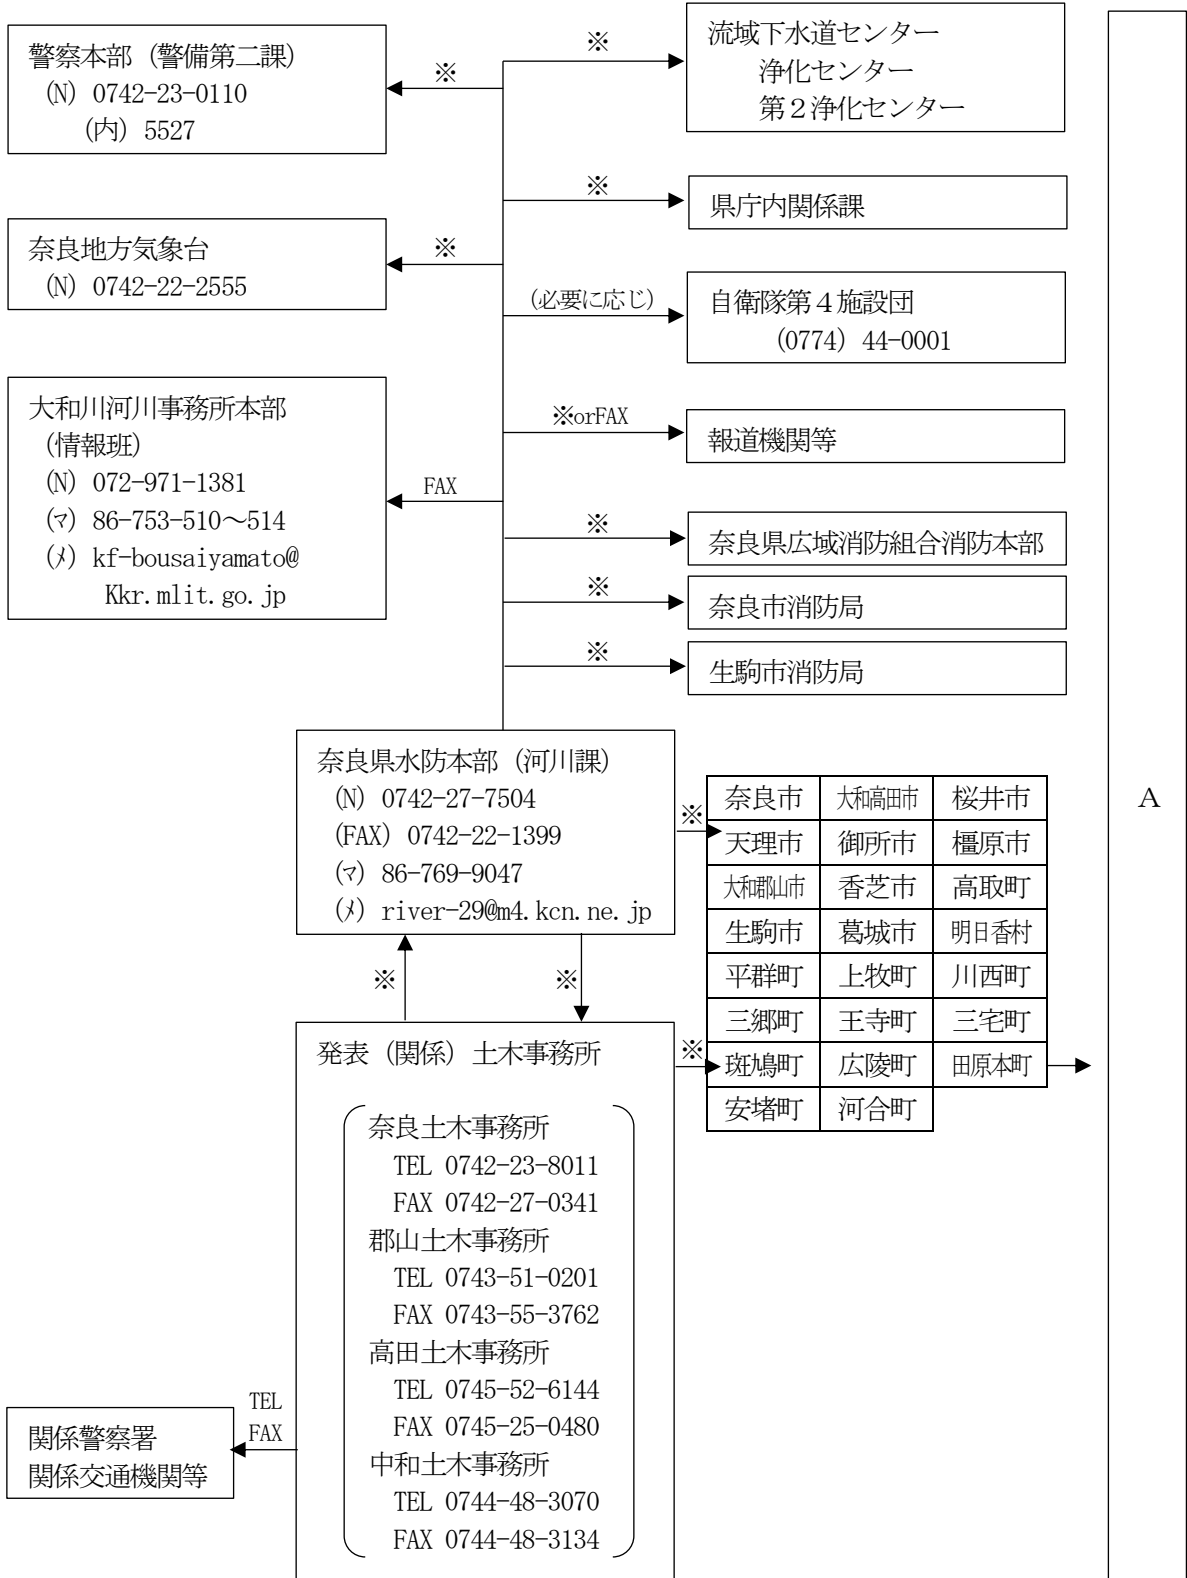 警察本部（警備第二課）
(N) 0742-23-0110
(内) 5527
※
※
流域下水道センター
浄化センター
第２浄化センター
※
県庁内関係課
奈良地方気象台
(N) 0742-22-2555
※
(必要に応じ)
自衛隊第４施設団
(0774) 44-0001
大和川河川事務所本部
(情報班)
(N) 072-971-1381
(マ) 86-753-510～514
(メ) kf-bousaiyamato@
Kkr.mlit.go.jp
FAX
※orFAX
報道機関等
※
奈良県広域消防組合消防本部
※
奈良市消防局
※
生駒市消防局
奈良県水防本部（河川課）
(N) 0742-27-7504
(FAX) 0742-22-1399
(マ) 86-769-9047
(メ) river-29@m4.kcn.ne.jp
※
奈良市 大和高田市 桜井市
天理市 御所市 橿原市
大和郡山市 香芝市 高取町
生駒市 葛城市 明日香村
平群町 上牧町 川西町
三郷町 王寺町 三宅町
斑鳩町 広陵町 田原本町
安堵町 河合町
A
※
※
発表（関係）土木事務所
※
奈良土木事務所
TEL 0742-23-8011
FAX 0742-27-0341
郡山土木事務所
TEL 0743-51-0201
FAX 0743-55-3762
高田土木事務所
TEL 0745-52-6144
FAX 0745-25-0480
中和土木事務所
TEL 0744-48-3070
FAX 0744-48-3134
TEL
FAX
関係警察署
関係交通機関等